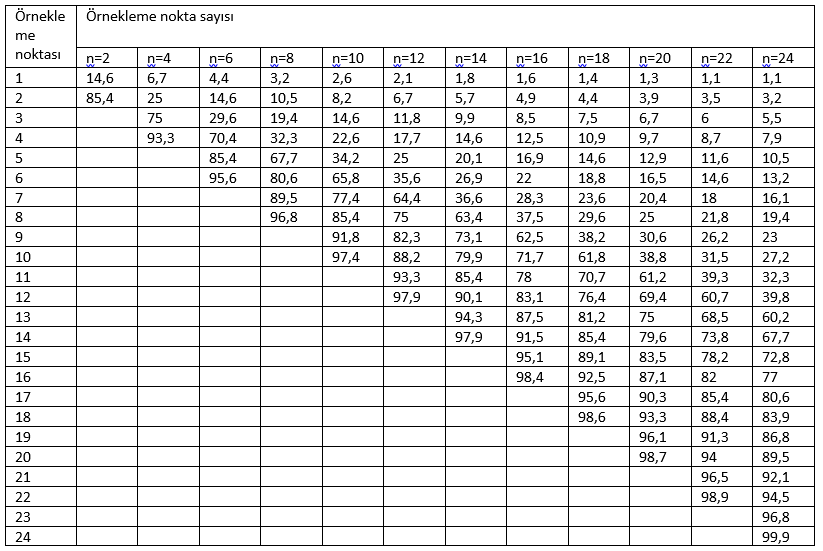 Örnekle
me
noktası
Örnekleme nokta sayısı
n=2 n=4 n=6 n=8 n=10 n=12 n=14 n=16 n=18 n=20 n=22 n=24
1 14,6 6,7 4,4 3,2 2,6 2,1 1,8 1,6 1,4 1,3 1,1 1,1
2 85,4 25 14,6 10,5 8,2 6,7 5,7 4,9 4,4 3,9 3,5 3,2
3 75 29,6 19,4 14,6 11,8 9,9 8,5 7,5 6,7 6 5,5
4 93,3 70,4 32,3 22,6 17,7 14,6 12,5 10,9 9,7 8,7 7,9
5 85,4 67,7 34,2 25 20,1 16,9 14,6 12,9 11,6 10,5
6 95,6 80,6 65,8 35,6 26,9 22 18,8 16,5 14,6 13,2
7 89,5 77,4 64,4 36,6 28,3 23,6 20,4 18 16,1
8 96,8 85,4 75 63,4 37,5 29,6 25 21,8 19,4
9 91,8 82,3 73,1 62,5 38,2 30,6 26,2 23
10 97,4 88,2 79,9 71,7 61,8 38,8 31,5 27,2
11 93,3 85,4 78 70,7 61,2 39,3 32,3
12 97,9 90,1 83,1 76,4 69,4 60,7 39,8
13 94,3 87,5 81,2 75 68,5 60,2
14 97,9 91,5 85,4 79,6 73,8 67,7
15 95,1 89,1 83,5 78,2 72,8
16 98,4 92,5 87,1 82 77
17 95,6 90,3 85,4 80,6
18 98,6 93,3 88,4 83,9
19 96,1 91,3 86,8
20 98,7 94 89,5
21 96,5 92,1
22 98,9 94,5
23 96,8
24 99,9